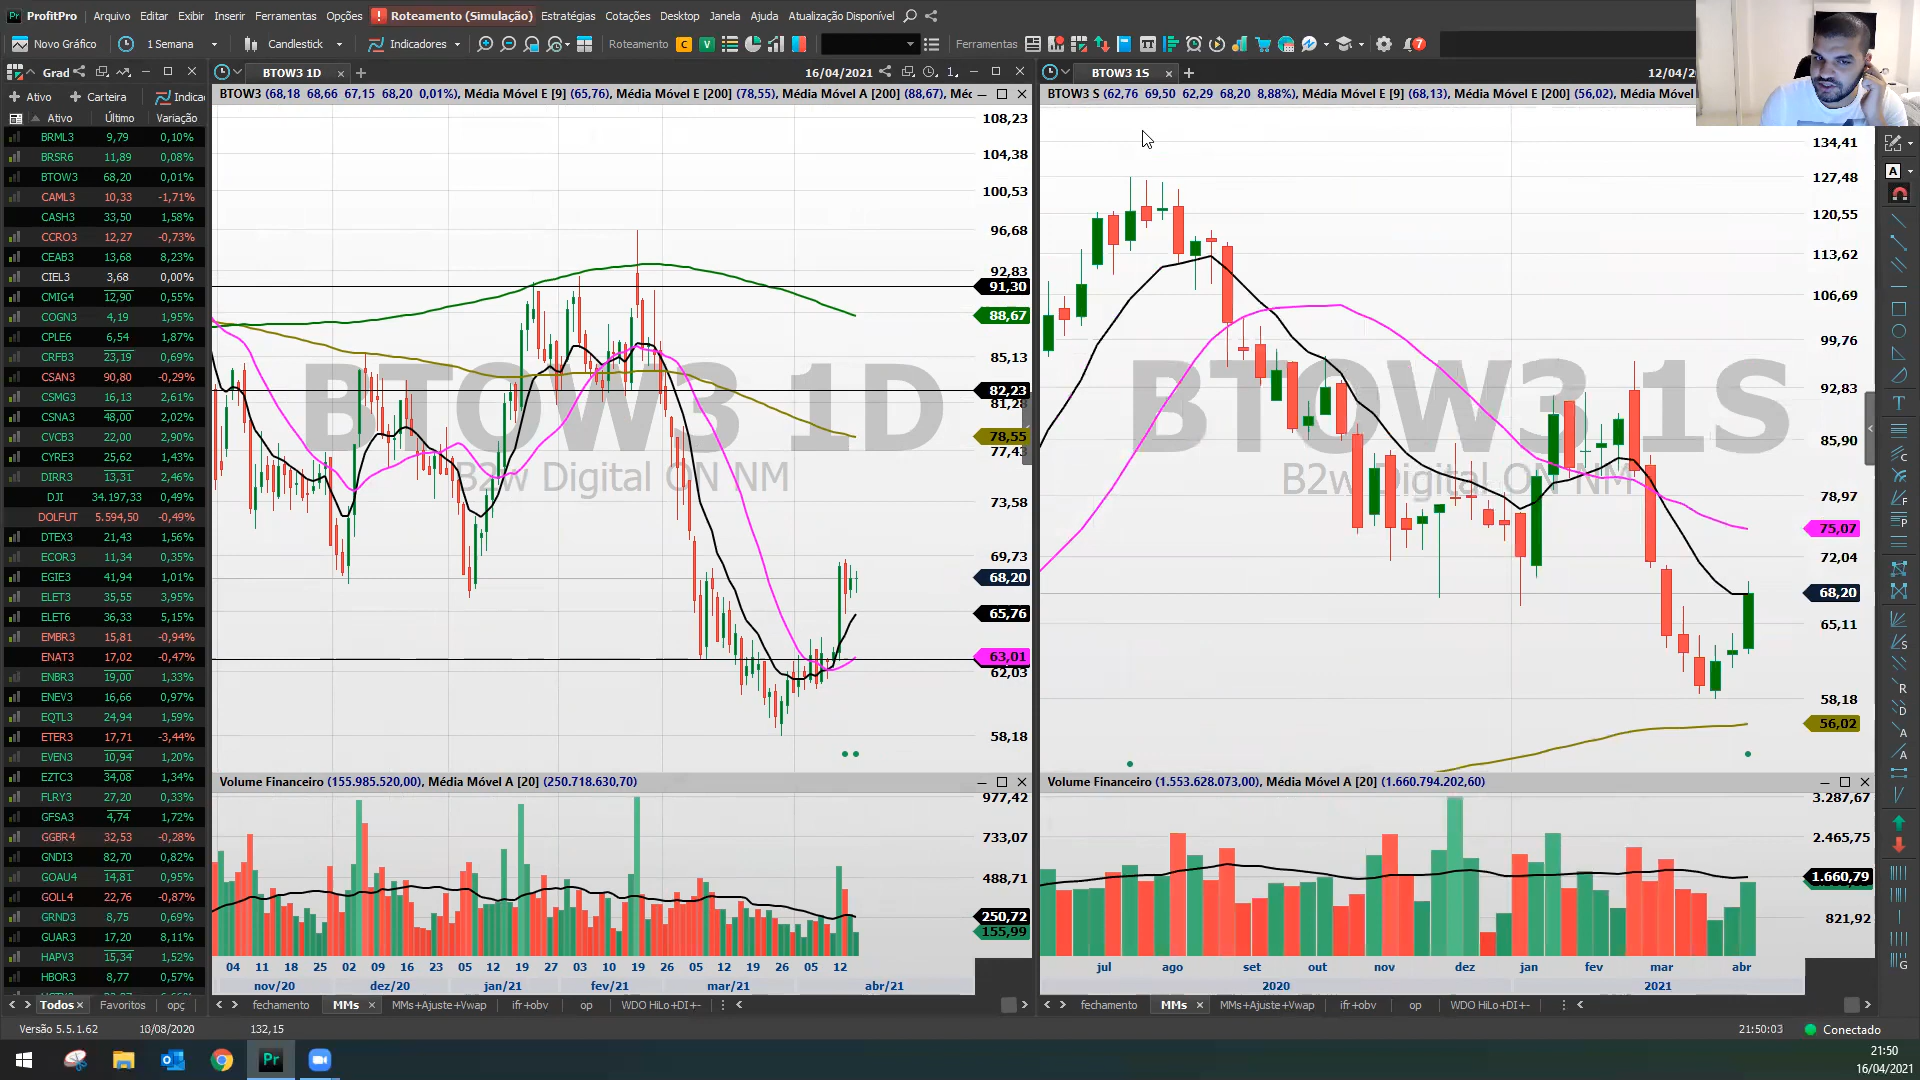 ProfitPro Arquivo Editar Exibir Inserir Ferramentas Opções Roteamento (Simulação) Estratégias Cotações Desktop Janela Ajuda Atualização Disponível
Novo Gráfico 1 Semana Candlestick Indicadores Roteamento C V Ferramentas 7
Grad BTOW3 1D 16/04/2021 BTOW3 1S 12/04/20
Ativo Carteira Indica
BTOW3 (68,18 68,66 67,15 68,20 0,01%), Média Móvel E [9] (65,76), Média Móvel E [200] (78,55), Média Móvel A [200] (88,67), Méc
BTOW3 S (62,76 69,50 62,29 68,20 8,88%), Média Móvel E [9] (68,13), Média Móvel E [200] (56,02), Média Movel
Ativo Último Variação
BRML3 9,79 0,10%
BRSR6 11,89 0,08%
BTOW3 68,20 0,01%
CAML3 10,33 -1,71%
CASH3 33,50 1,58%
CCRO3 12,27 -0,73%
CEAB3 13,68 8,23%
CIEL3 3,68 0,00%
CMIG4 12,90 0,55%
COGN3 4,19 1,95%
CPLE6 6,54 1,87%
CRFB3 23,19 0,69%
CSAN3 90,80 -0,29%
CSMG3 16,13 2,61%
CSNA3 48,00 2,02%
CVCB3 22,00 2,90%
CYRE3 25,62 1,43%
DIRR3 13,31 2,46%
DJI 34.197,33 0,49%
DOLFUT 5.594,50 -0,49%
DTEX3 21,43 1,56%
ECOR3 11,34 0,35%
EGIE3 41,94 1,01%
ELET3 35,55 3,95%
ELET6 36,33 5,15%
EMBR3 15,81 -0,94%
ENAT3 17,02 -0,47%
ENBR3 19,00 1,33%
ENEV3 16,66 0,97%
EQTL3 24,94 1,59%
ETER3 17,71 -3,44%
EVEN3 10,94 1,20%
EZTC3 34,08 1,34%
FLRY3 27,20 0,33%
GFSA3 4,74 1,72%
GGBR4 32,53 -0,28%
GNDI3 82,70 0,82%
GOAU4 14,81 0,95%
GOLL4 22,76 -0,87%
GRND3 8,75 0,69%
GUAR3 17,20 8,11%
HAPV3 15,34 1,52%
HBOR3 8,77 0,57%
BTOW3 1D
B2w Digital ON NM
108,23
104,38
100,53
96,68
92,83
91,30
88,67
85,13
82,23
81,28
78,55
77,43
73,58
69,73
68,20
65,76
63,01
62,03
58,18
Volume Financeiro (155.985.520,00), Média Móvel A [20] (250.718.630,70)
977,42
733,07
488,71
250,72
155,99
04 11 18 25 02 09 16 23 05 12 19 27 03 10 19 26 05 12 19 26 05 12
nov/20 dez/20 jan/21 fev/21 mar/21 abr/21
BTOW3 1S
B2w Digital ON NM
134,41
127,48
120,55
113,62
106,69
99,76
92,83
85,90
78,97
75,07
72,04
68,20
65,11
58,18
56,02
Volume Financeiro (1.553.628.073,00), Média Móvel A [20] (1.660.794.202,60)
3.287,67
2.465,75
1.660,79
821,92
jul ago set out nov dez jan fev mar abr
2020 2021
Todos Favoritos opç fechamento MMs MMs+Ajuste+Vwap ifr+obv op WDO HiLo+DI+-
fechamento MMs MMs+Ajuste+Vwap ifr+obv op WDO HiLo+DI+-
Versão 5.5.1.62 10/08/2020 132,15 21:50:03 Conectado
21:50
16/04/2021